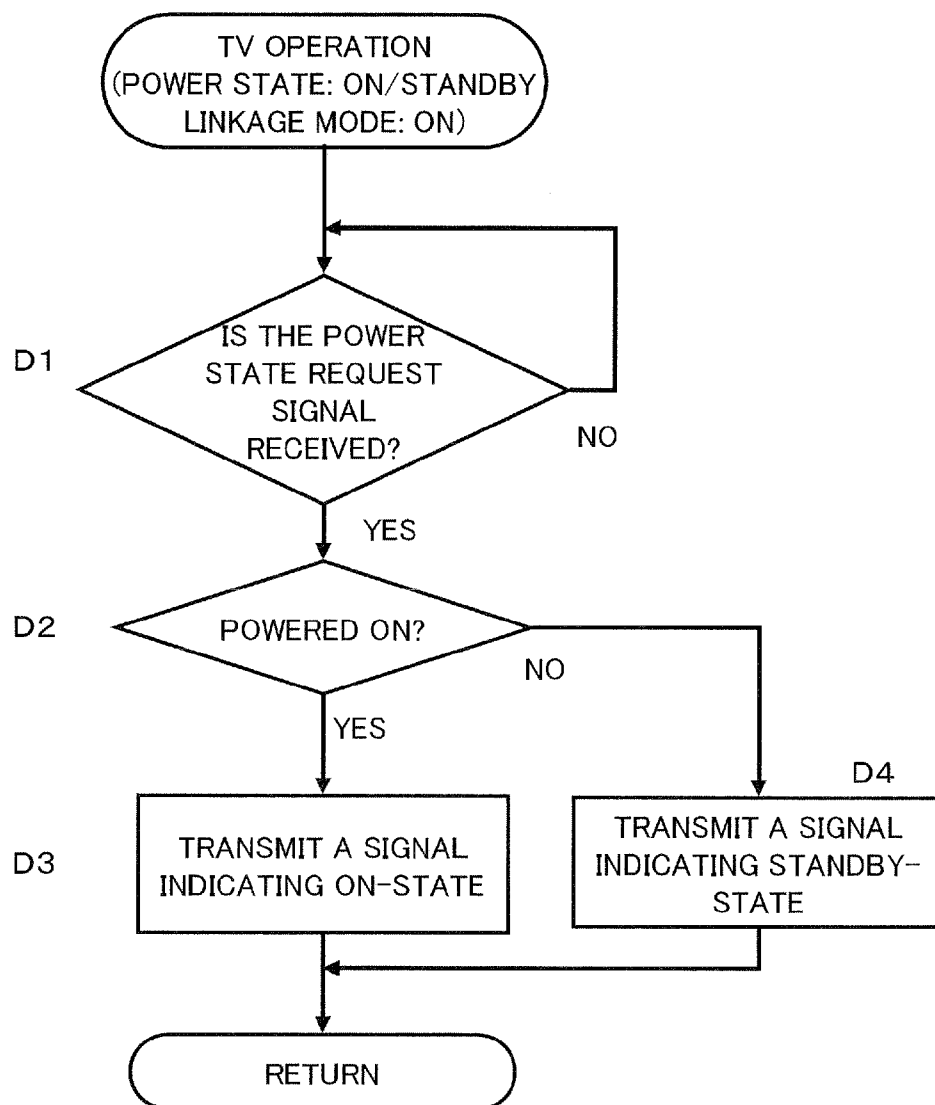 TV OPERATION
(POWER STATE: ON/STANDBY
LINKAGE MODE: ON)
D1
IS THE POWER
STATE REQUEST
SIGNAL
RECEIVED?
NO
YES
D2
POWERED ON?
NO
YES
D4
D3
TRANSMIT A SIGNAL
INDICATING ON-STATE
TRANSMIT A SIGNAL
INDICATING STANDBY-
STATE
RETURN